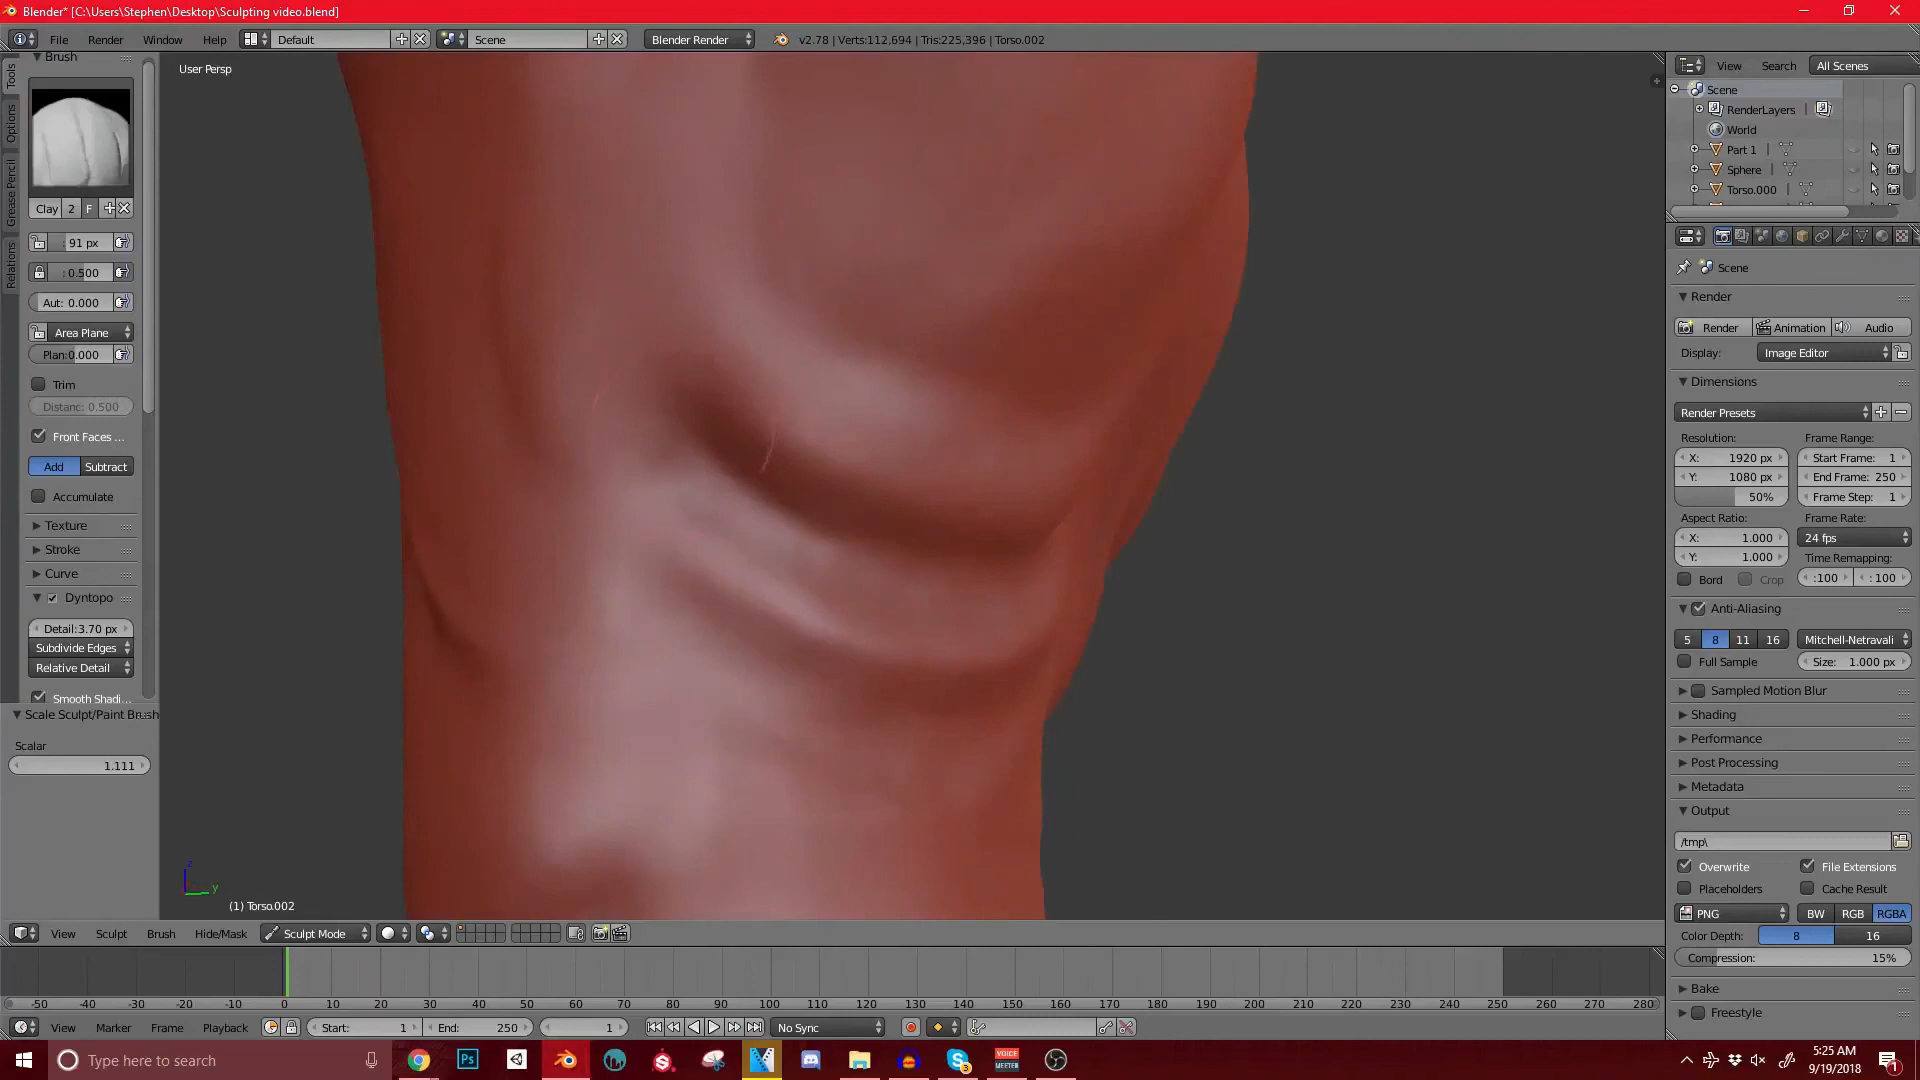 Blender* [C:\Users\Stephen\Desktop\Sculpting video.blend]
File Render Window Help Default Scene Blender Render v2.78 | Verts:112,694 | Tris:225,396 | Torso.002
Brush
Tools
Options
Grease Pencil
Relations
Clay 2 F
: 91 px
: 0.500
Aut: 0.000
Area Plane
Plan:0.000
Trim
Distanc: 0.500
Front Faces ...
Add Subtract
Accumulate
Texture
Stroke
Curve
Dyntopo
Detail:3.70 px
Subdivide Edges
Relative Detail
Smooth Shadi...
Scale Sculpt/Paint Brush
Scalar
1.111
User Persp
z
y
(1) Torso.002
View Sculpt Brush Hide/Mask Sculpt Mode
View Search All Scenes
Scene
RenderLayers
World
Part 1
Sphere
Torso.000
Scene
Render
Render Animation Audio
Display: Image Editor
Dimensions
Render Presets
Resolution: Frame Range:
X: 1920 px Start Frame: 1
Y: 1080 px End Frame: 250
50% Frame Step: 1
Aspect Ratio: Frame Rate:
X: 1.000 24 fps
Y: 1.000 Time Remapping:
Bord Crop :100 : 100
Anti-Aliasing
5 8 11 16 Mitchell-Netravali
Full Sample Size: 1.000 px
Sampled Motion Blur
Shading
Performance
Post Processing
Metadata
Output
/tmp\
Overwrite File Extensions
Placeholders Cache Result
PNG BW RGB RGBA
Color Depth: 8 16
Compression: 15%
Bake
Freestyle
-50 -40 -30 -20 -10 0 10 20 30 40 50 60 70 80 90 100 110 120 130 140 150 160 170 180 190 200 210 220 230 240 250 260 270 280
View Marker Frame Playback Start: 1 End: 250 1 No Sync
Type here to search
Ps
VOICE
MEETER
3
5:25 AM
9/19/2018
1